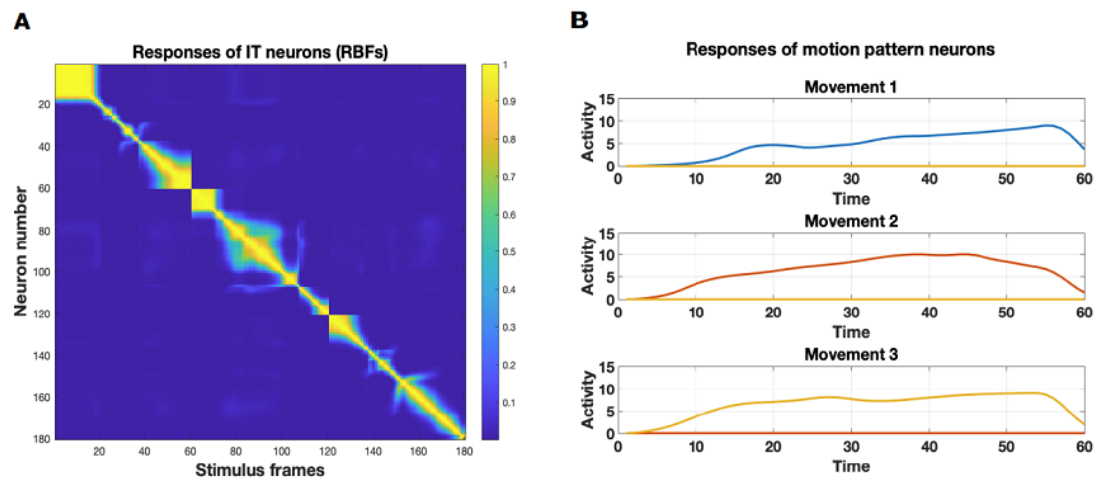 A
Responses of IT neurons (RBFs)
Neuron number
20
40
60
80
100
120
140
160
180
20 40 60 80 100 120 140 160 180
Stimulus frames
1
0.9
0.8
0.7
0.6
0.5
0.4
0.3
0.2
0.1
B
Responses of motion pattern neurons
Movement 1
Activity
15
10
5
0
0 10 20 30 40 50 60
Time
Movement 2
Activity
15
10
5
0
0 10 20 30 40 50 60
Time
Movement 3
Activity
15
10
5
0
0 10 20 30 40 50 60
Time